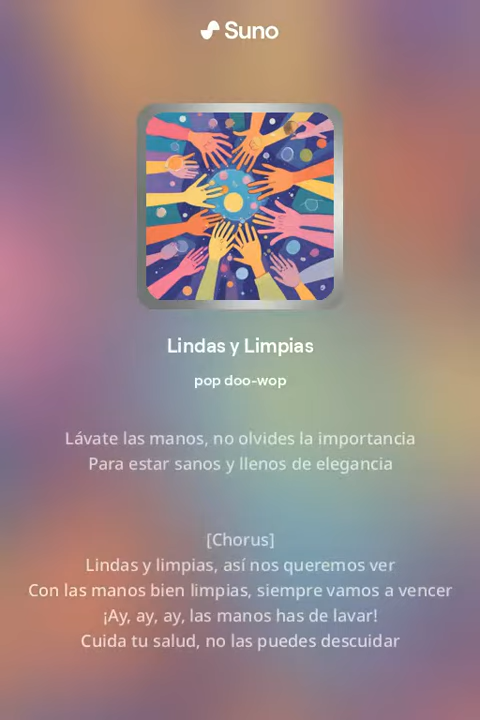 Suno
Lindas y Limpias
pop doo-wop
Lávate las manos, no olvides la importancia
Para estar sanos y llenos de elegancia
[Chorus]
Lindas y limpias, así nos queremos ver
Con las manos bien limpias, siempre vamos a vencer
¡Ay, ay, ay, las manos has de lavar!
Cuida tu salud, no las puedes descuidar